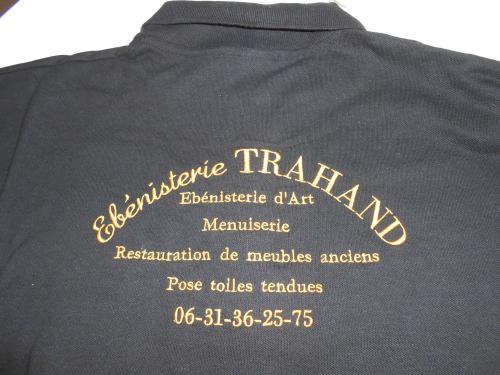 Ebénisterie TRAHAND
Ebénisterie d'Art
Menuiserie
Restauration de meubles anciens
Pose tolles tendues
06-31-36-25-75